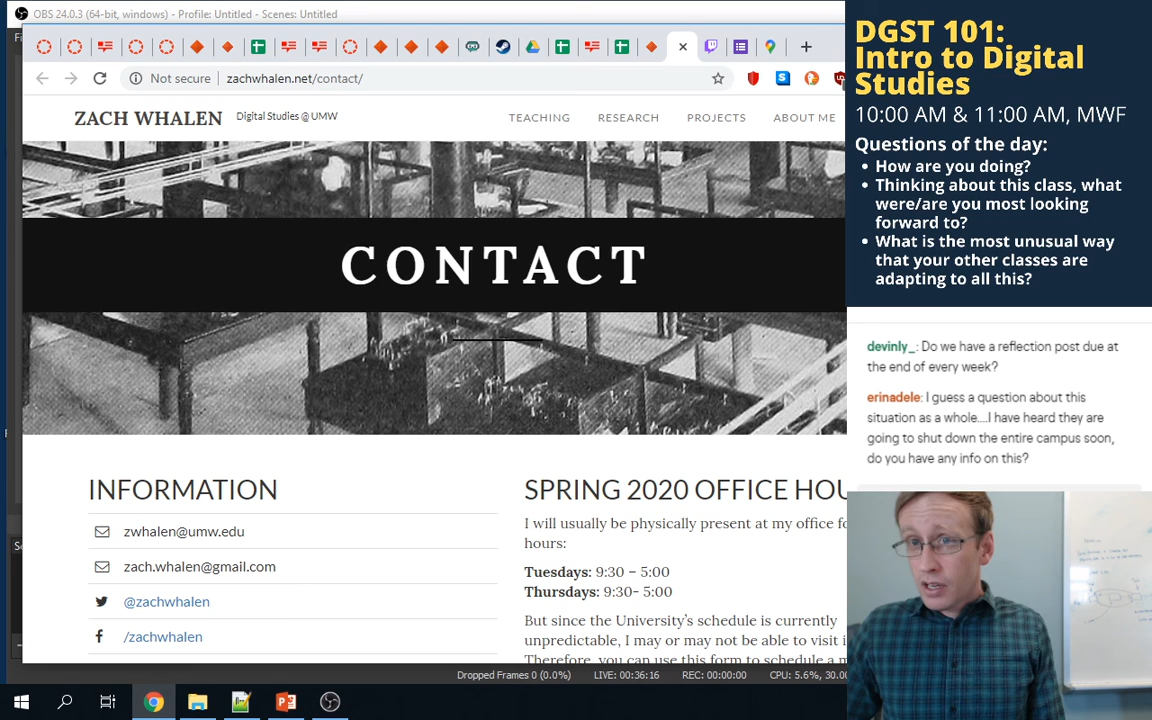 OBS 24.0.3 (64-bit, windows) - Profile: Untitled - Scenes: Untitled
Not secure
zachwhalen.net/contact/
ZACH WHALEN
Digital Studies @ UMW
TEACHING
RESEARCH
PROJECTS
ABOUT ME
CONTACT
INFORMATION
zwhalen@umw.edu
zach.whalen@gmail.com
@zachwhalen
/zachwhalen
SPRING 2020 OFFICE HOU
I will usually be physically present at my office fo
hours:
Tuesdays: 9:30 – 5:00
Thursdays: 9:30- 5:00
But since the University's schedule is currently
unpredictable, I may or may not be able to visit i
Therefore, you can use this form to schedule a m
Dropped Frames 0 (0.0%)
LIVE: 00:36:16
REC: 00:00:00
CPU: 5.6%, 30.00
DGST 101:
Intro to Digital
Studies
10:00 AM & 11:00 AM, MWF
Questions of the day:
• How are you doing?
• Thinking about this class, what
were/are you most looking
forward to?
• What is the most unusual way
that your other classes are
adapting to all this?
devinly_: Do we have a reflection post due at
the end of every week?
erinadele: I guess a question about this
situation as a whole....I have heard they are
going to shut down the entire campus soon,
do you have any info on this?